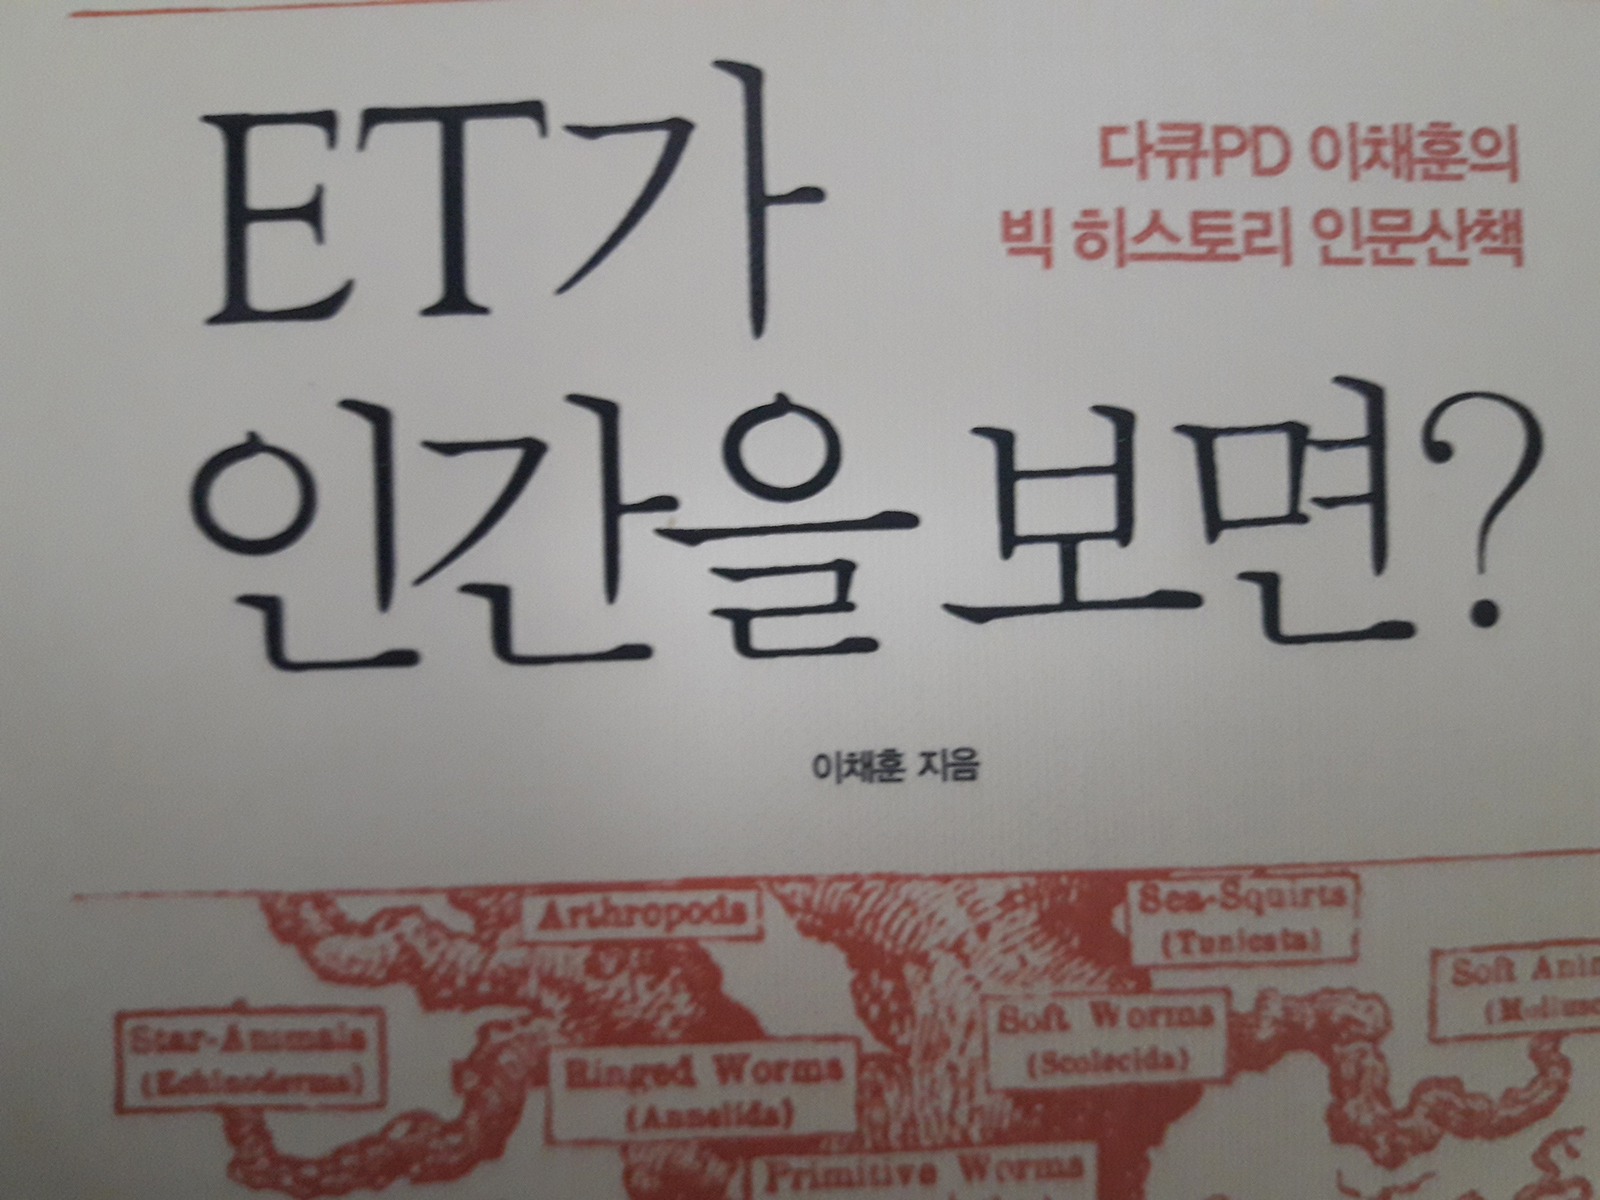 ET가
다큐PD 이채훈의
빅 히스토리 인문산책
인간을 보면?
이채훈 지음
Arthropods
Sea-Squirts
(Tunicata)
Soft
Star-Animals
(Echinoderma)
Ringed Worms
(Annelida)
Soft Worms
(Scolecida)
Primitive Worms